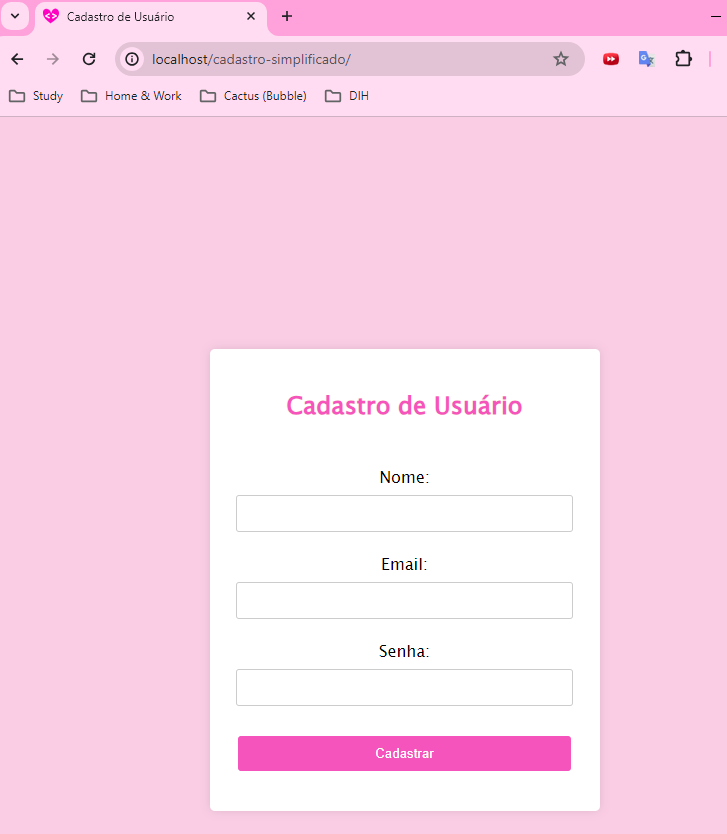 Cadastro de Usuário
localhost/cadastro-simplificado/
Study Home & Work Cactus (Bubble) DIH
Cadastro de Usuário
Nome:
Email:
Senha:
Cadastrar